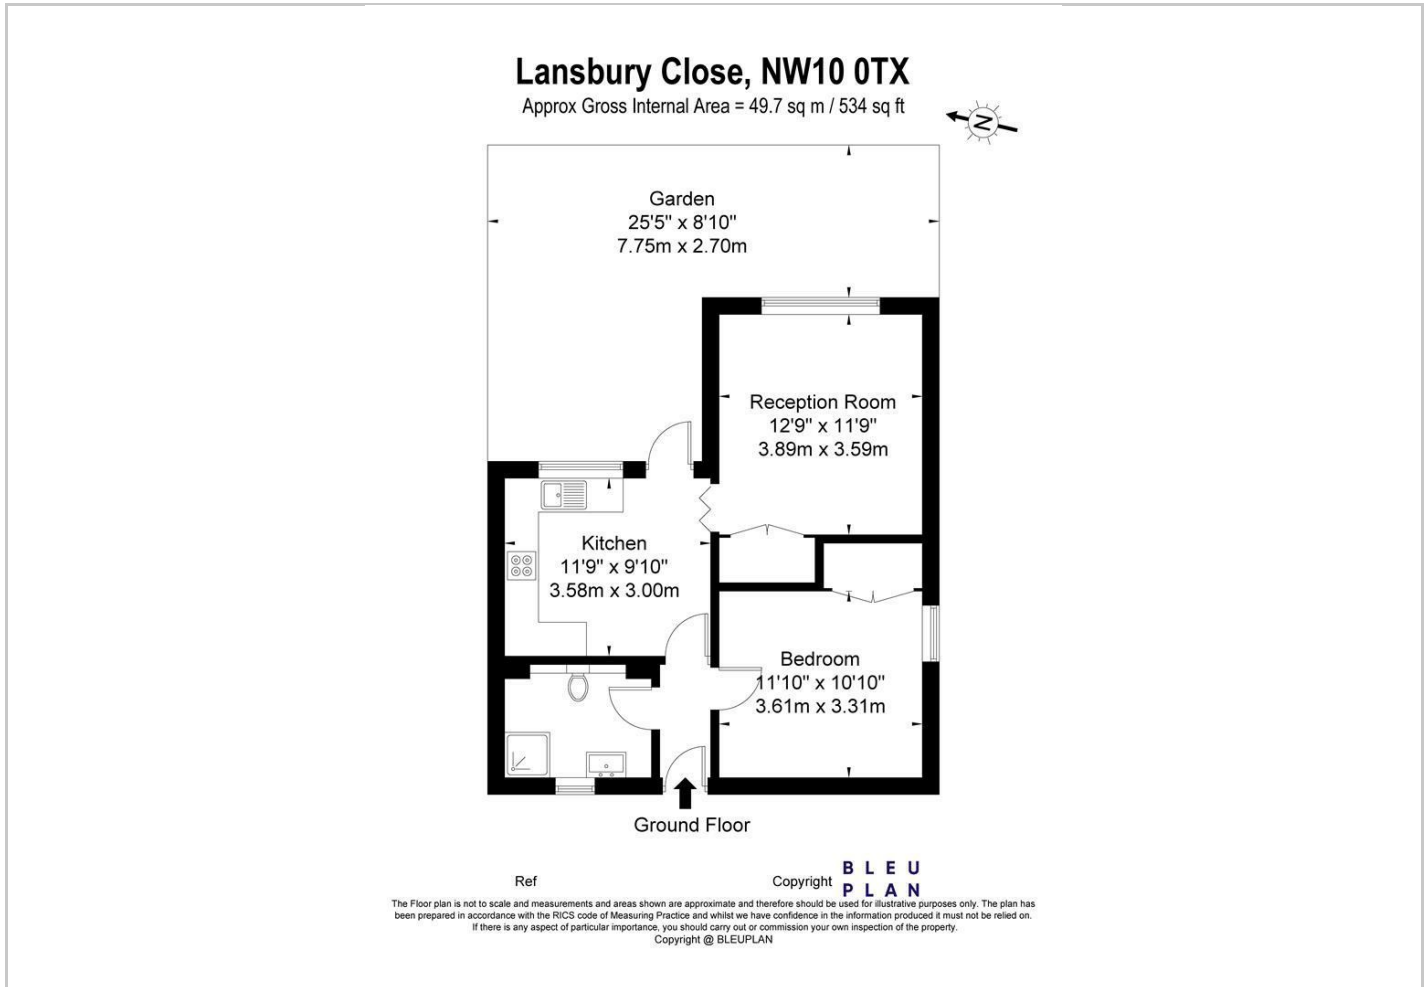 Lansbury Close, NW10 0TX
Approx Gross Internal Area = 49.7 sq m / 534 sq ft
N
Garden
25'5" x 8'10"
7.75m x 2.70m
Reception Room
12'9" x 11'9"
3.89m x 3.59m
Kitchen
11'9" x 9'10"
3.58m x 3.00m
Bedroom
11'10" x 10'10"
3.61m x 3.31m
Ground Floor
Ref
Copyright
BLEU
PLAN
The Floor plan is not to scale and measurements and areas shown are approximate and therefore should be used for illustrative purposes only. The plan has
been prepared in accordance with the RICS code of Measuring Practice and whilst we have confidence in the information produced it must not be relied on.
If there is any aspect of particular importance, you should carry out or commission your own inspection of the property.
Copyright @ BLEUPLAN